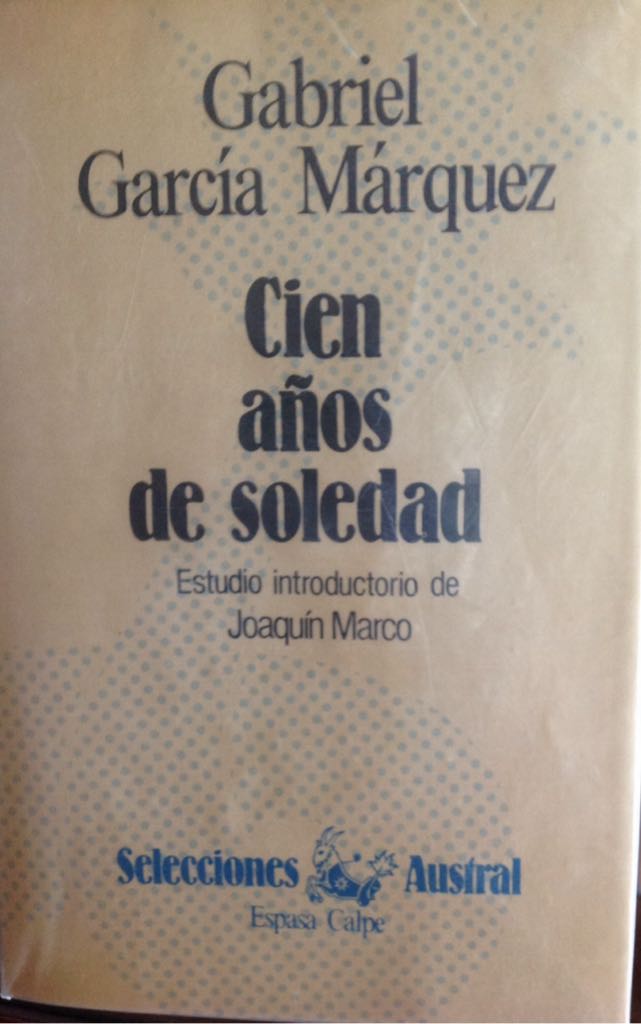 Gabriel
García Márquez
Cien
años
de soledad
Estudio introductorio de
Joaquín Marco
Selecciones Austral
Espasa Calpe